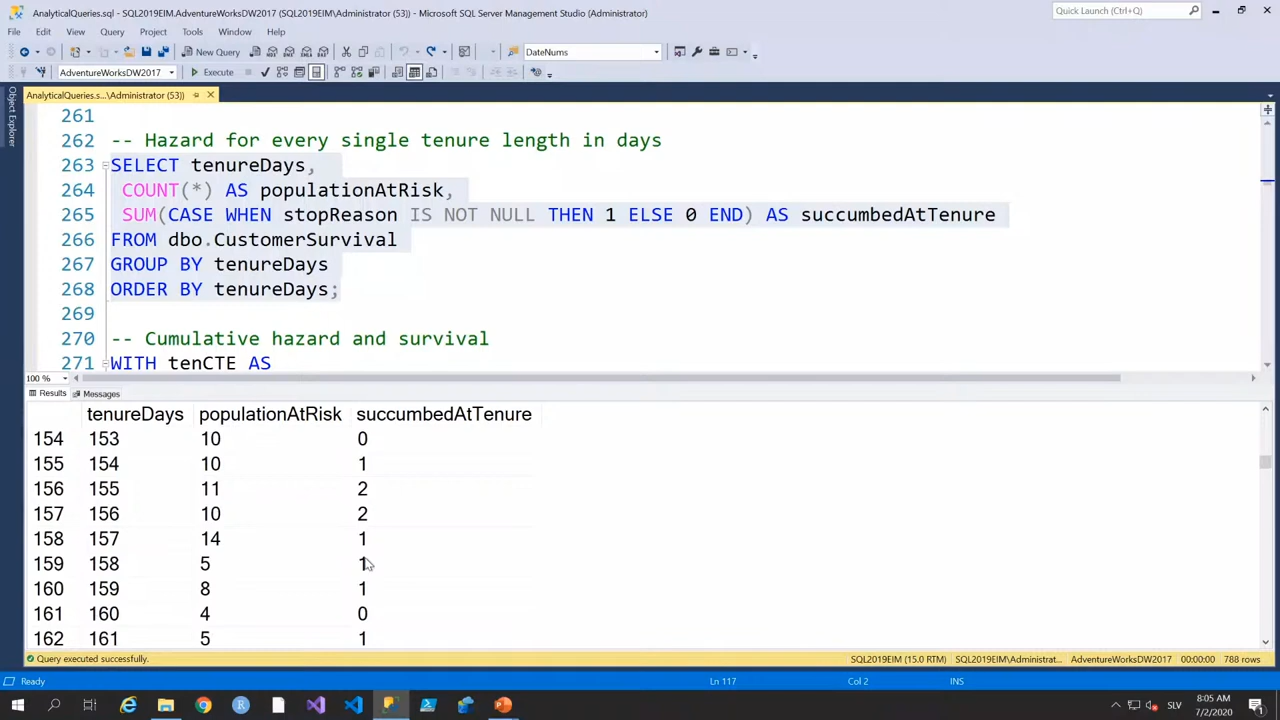 AnalyticalQueries.sql - SQL2019EIM.AdventureWorksDW2017 (SQL2019EIM\Administrator (53)) - Microsoft SQL Server Management Studio (Administrator)
Quick Launch (Ctrl+Q)
File Edit View Query Project Tools Window Help
New Query
DateNums
AdventureWorksDW2017
Execute
Object Explorer
AnalyticalQueries.s...\Administrator (53))
261
262 -- Hazard for every single tenure length in days
263 SELECT tenureDays,
264 COUNT(*) AS populationAtRisk,
265 SUM(CASE WHEN stopReason IS NOT NULL THEN 1 ELSE 0 END) AS succumbedAtTenure
266 FROM dbo.CustomerSurvival
267 GROUP BY tenureDays
268 ORDER BY tenureDays;
269
270 -- Cumulative hazard and survival
271 WITH tenCTE AS
100 %
Results Messages
tenureDays populationAtRisk succumbedAtTenure
154 153 10 0
155 154 10 1
156 155 11 2
157 156 10 2
158 157 14 1
159 158 5 1
160 159 8 1
161 160 4 0
162 161 5 1
Query executed successfully. SQL2019EIM (15.0 RTM) SQL2019EIM\Administrat... AdventureWorksDW2017 00:00:00 788 rows
Ready Ln 117 Col 2 INS
SLV
8:05 AM
7/2/2020
1